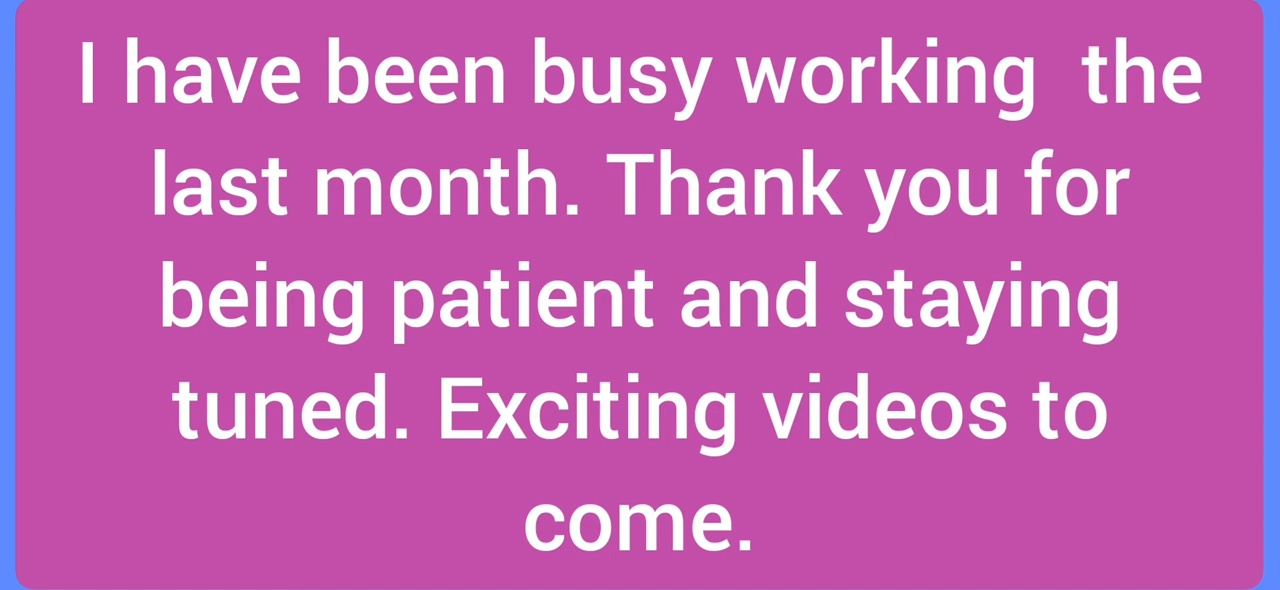 I have been busy working  the
last month. Thank you for
being patient and staying
tuned. Exciting videos to
come.